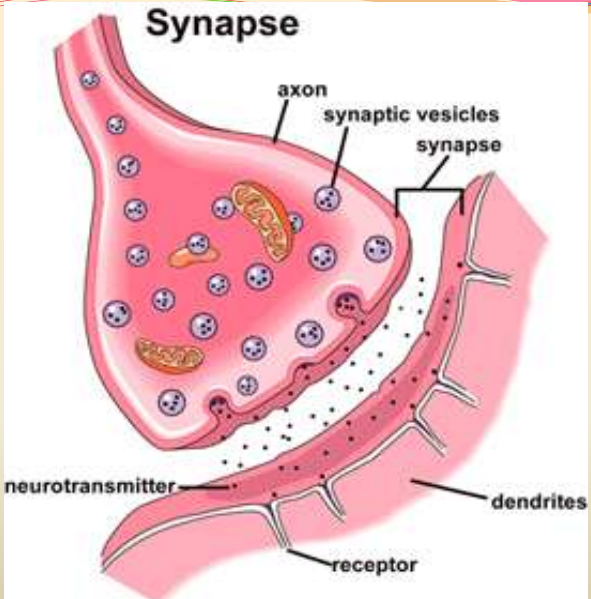 Synapse
axon
synaptic vesicles
synapse
neurotransmitter
dendrites
receptor